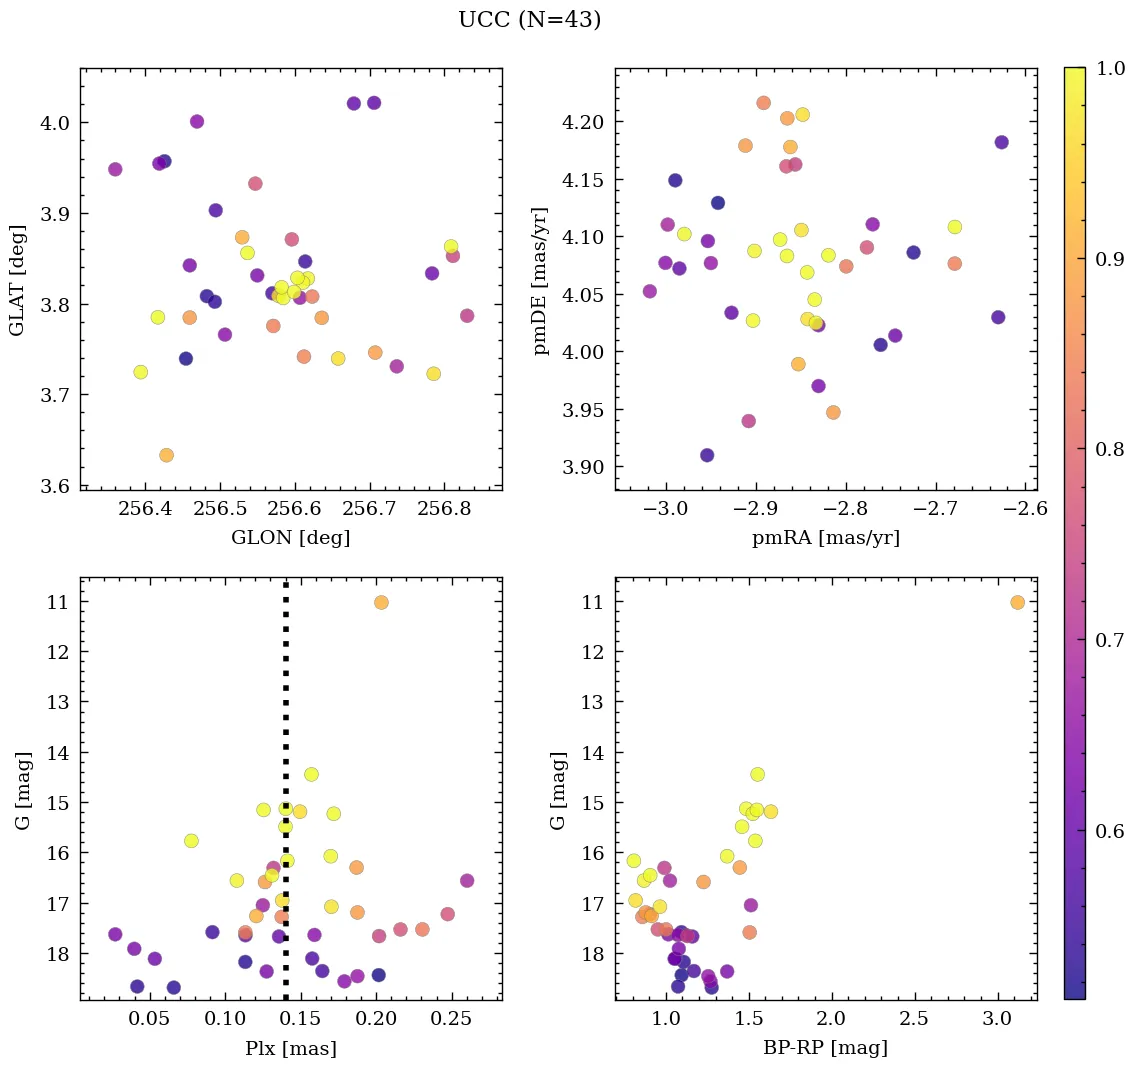 UCC (N=43)
4.0
3.9
3.8
3.7
3.6
GLAT [deg]
256.4 256.5 256.6 256.7 256.8
GLON [deg]
4.20
4.15
4.10
4.05
4.00
3.95
3.90
pmDE [mas/yr]
−3.0 −2.9 −2.8 −2.7 −2.6
pmRA [mas/yr]
11
12
13
14
15
16
17
18
G [mag]
0.05 0.10 0.15 0.20 0.25
Plx [mas]
11
12
13
14
15
16
17
18
G [mag]
1.0 1.5 2.0 2.5 3.0
BP-RP [mag]
1.0
0.9
0.8
0.7
0.6